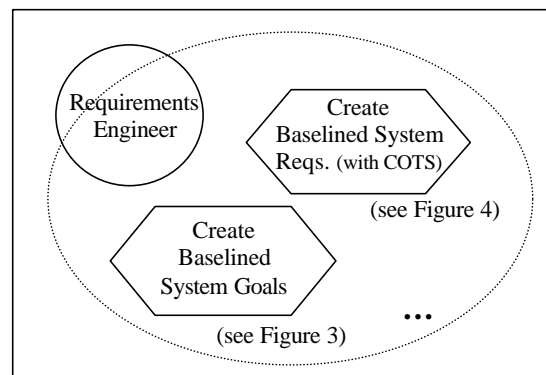 Requirements
Engineer
Create
Baselined System
Reqs. (with COTS)
(see Figure 4)
Create
Baselined
System Goals
(see Figure 3)
...